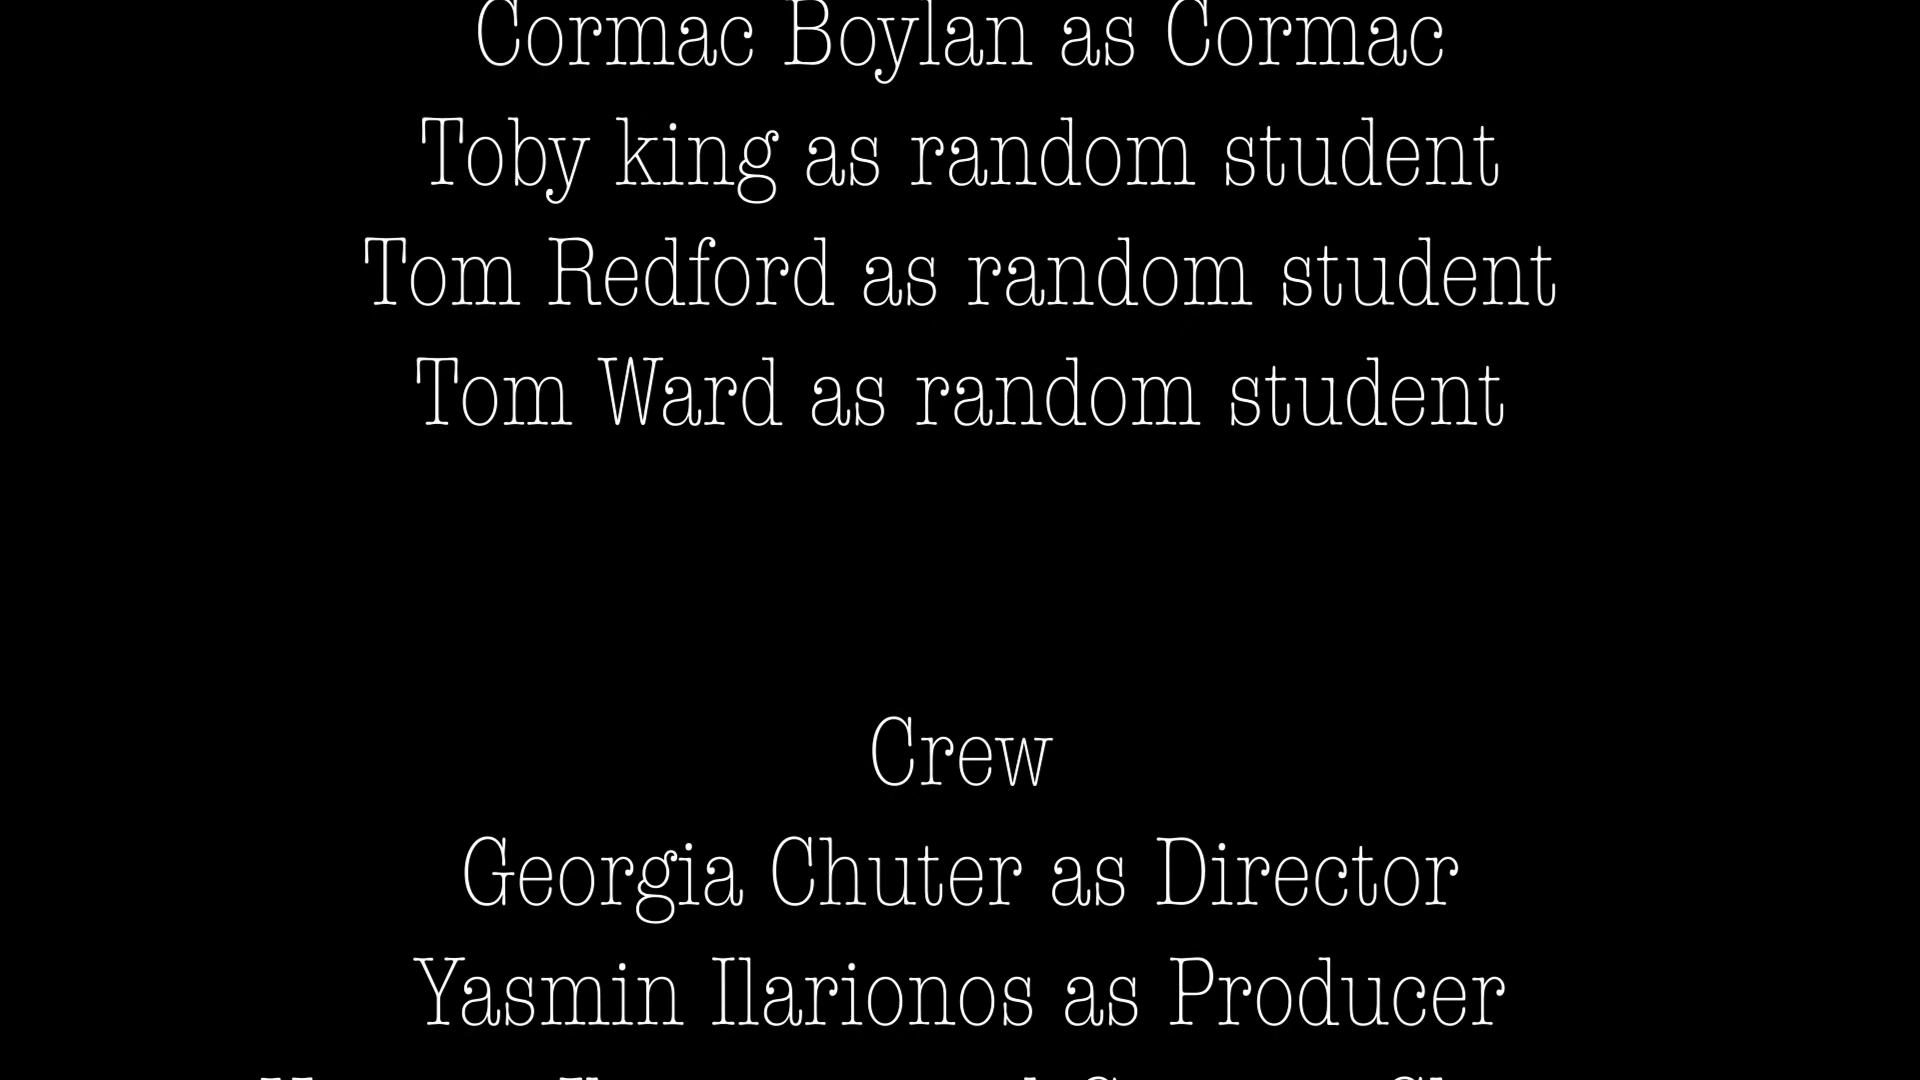 Cormac Boylan as Cormac
Toby king as random student
Tom Redford as random student
Tom Ward as random student
Crew
Georgia Chuter as Director
Yasmin Ilarionos as Producer